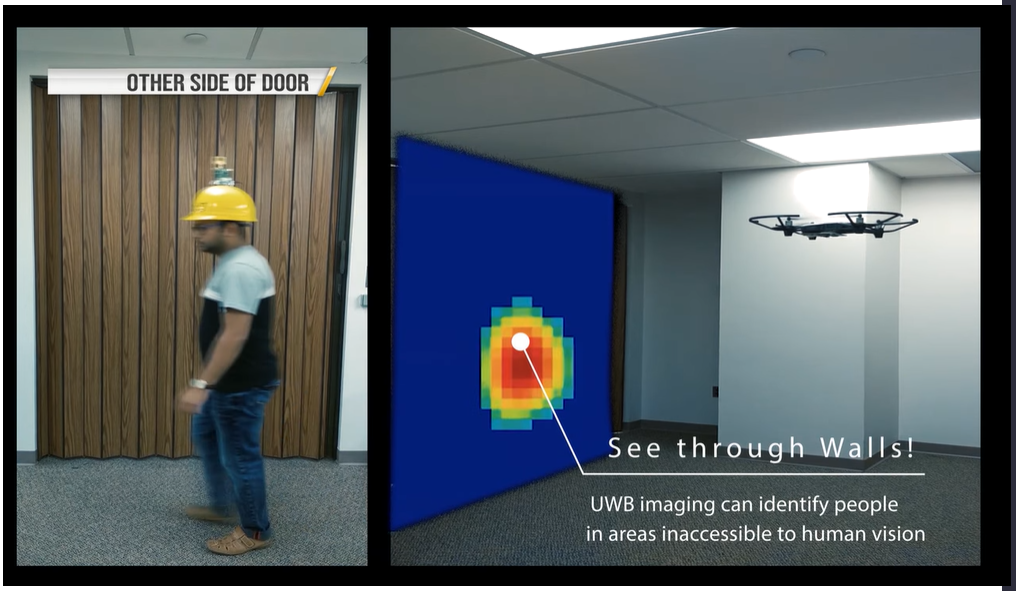 OTHER SIDE OF DOOR
See through Walls!
UWB imaging can identify people
in areas inaccessible to human vision